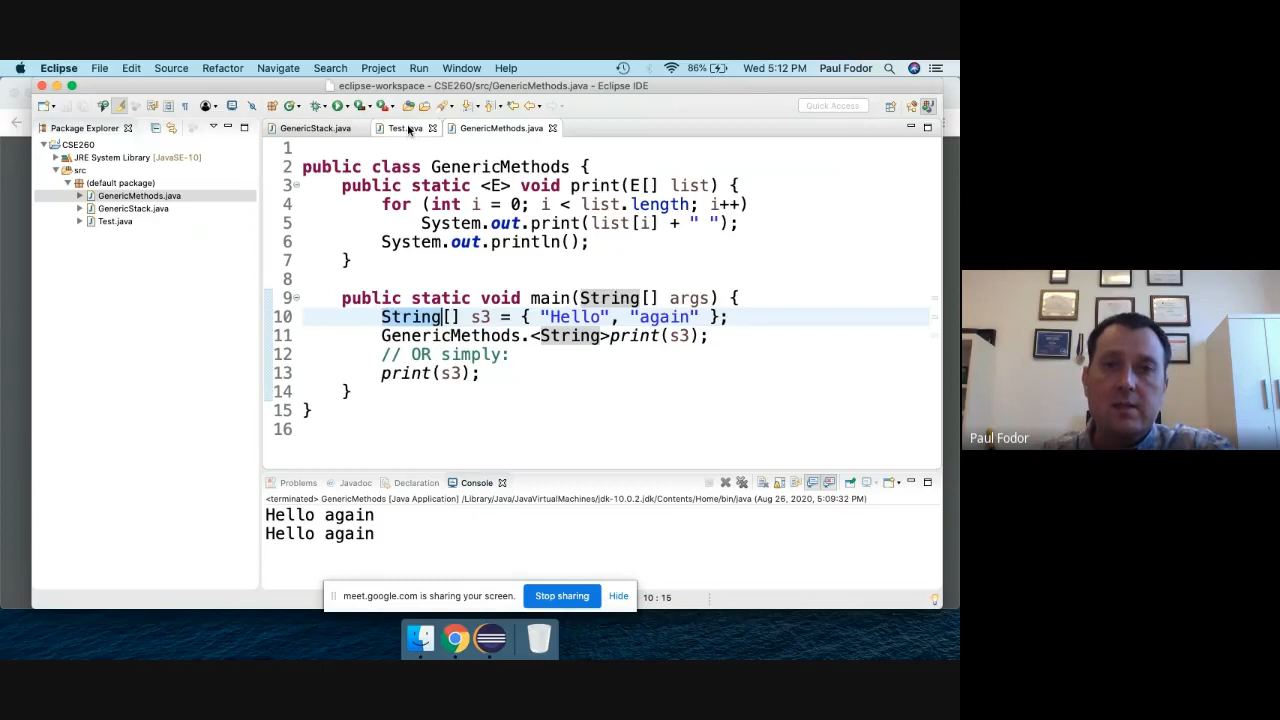 Eclipse File Edit Source Refactor Navigate Search Project Run Window Help 86% Wed 5:12 PM Paul Fodor
eclipse-workspace - CSE260/src/GenericMethods.java - Eclipse IDE
Quick Access
Package Explorer
CSE260
JRE System Library [JavaSE-10]
src
(default package)
GenericMethods.java
GenericStack.java
Test.java
GenericStack.java Test.java GenericMethods.java
1
2 public class GenericMethods {
3 public static <E> void print(E[] list) {
4 for (int i = 0; i < list.length; i++)
5 System.out.print(list[i] + " ");
6 System.out.println();
7 }
8
9 public static void main(String[] args) {
10 String[] s3 = { "Hello", "again" };
11 GenericMethods.<String>print(s3);
12 // OR simply:
13 print(s3);
14 }
15 }
16
Problems Javadoc Declaration Console
<terminated> GenericMethods [Java Application] /Library/Java/JavaVirtualMachines/jdk-10.0.2.jdk/Contents/Home/bin/java (Aug 26, 2020, 5:09:32 PM)
Hello again
Hello again
meet.google.com is sharing your screen. Stop sharing Hide
10 : 15
Paul Fodor